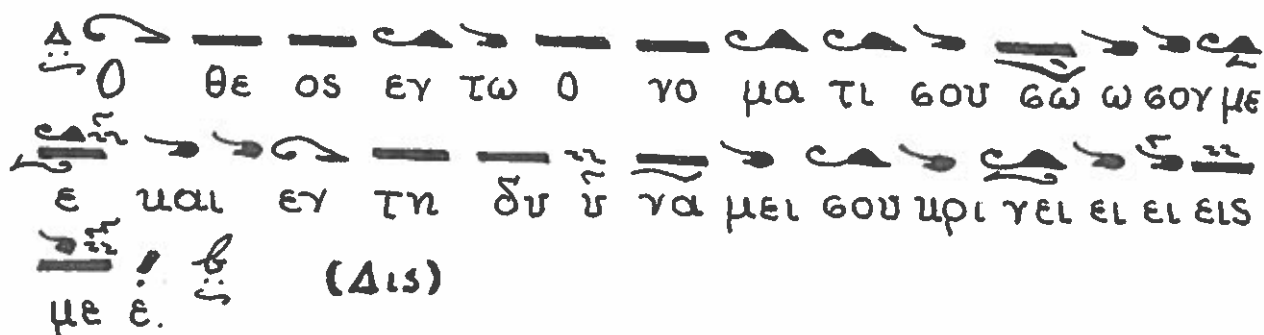 Δ Ο θε ος εν τω ο νο μα τι σου σω ω σον με
ε και εν τη δυ υ να μει σου κρι νει ει ει εις
με ε. β (Δις)